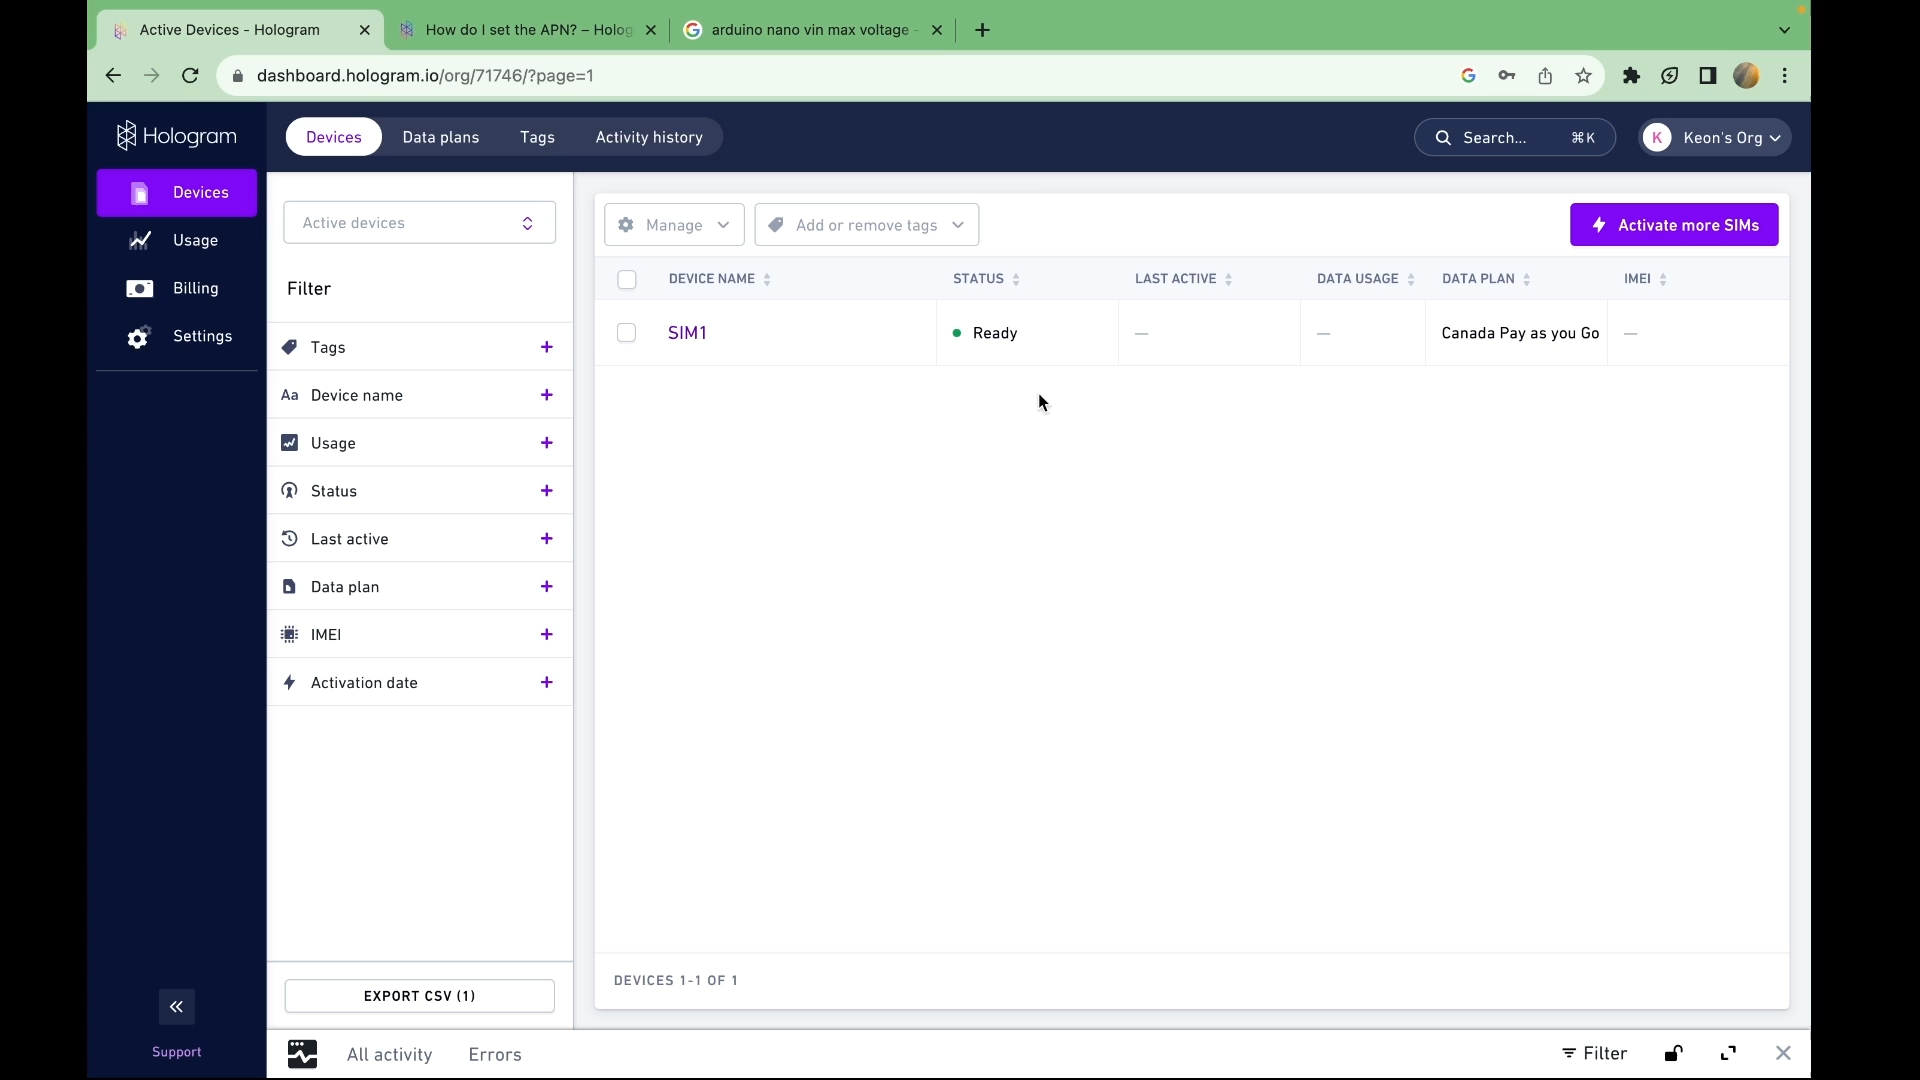 Active Devices - Hologram
How do I set the APN? – Holog
arduino nano vin max voltage -
dashboard.hologram.io/org/71746/?page=1
Hologram
Devices
Data plans
Tags
Activity history
Search...
⌘K
K
Keon's Org
Devices
Usage
Billing
Settings
Support
Active devices
Filter
Tags
Aa Device name
Usage
Status
Last active
Data plan
IMEI
Activation date
EXPORT CSV (1)
Manage
Add or remove tags
Activate more SIMs
DEVICE NAME STATUS LAST ACTIVE DATA USAGE DATA PLAN IMEI
SIM1 Ready — — Canada Pay as you Go —
DEVICES 1-1 OF 1
All activity
Errors
Filter